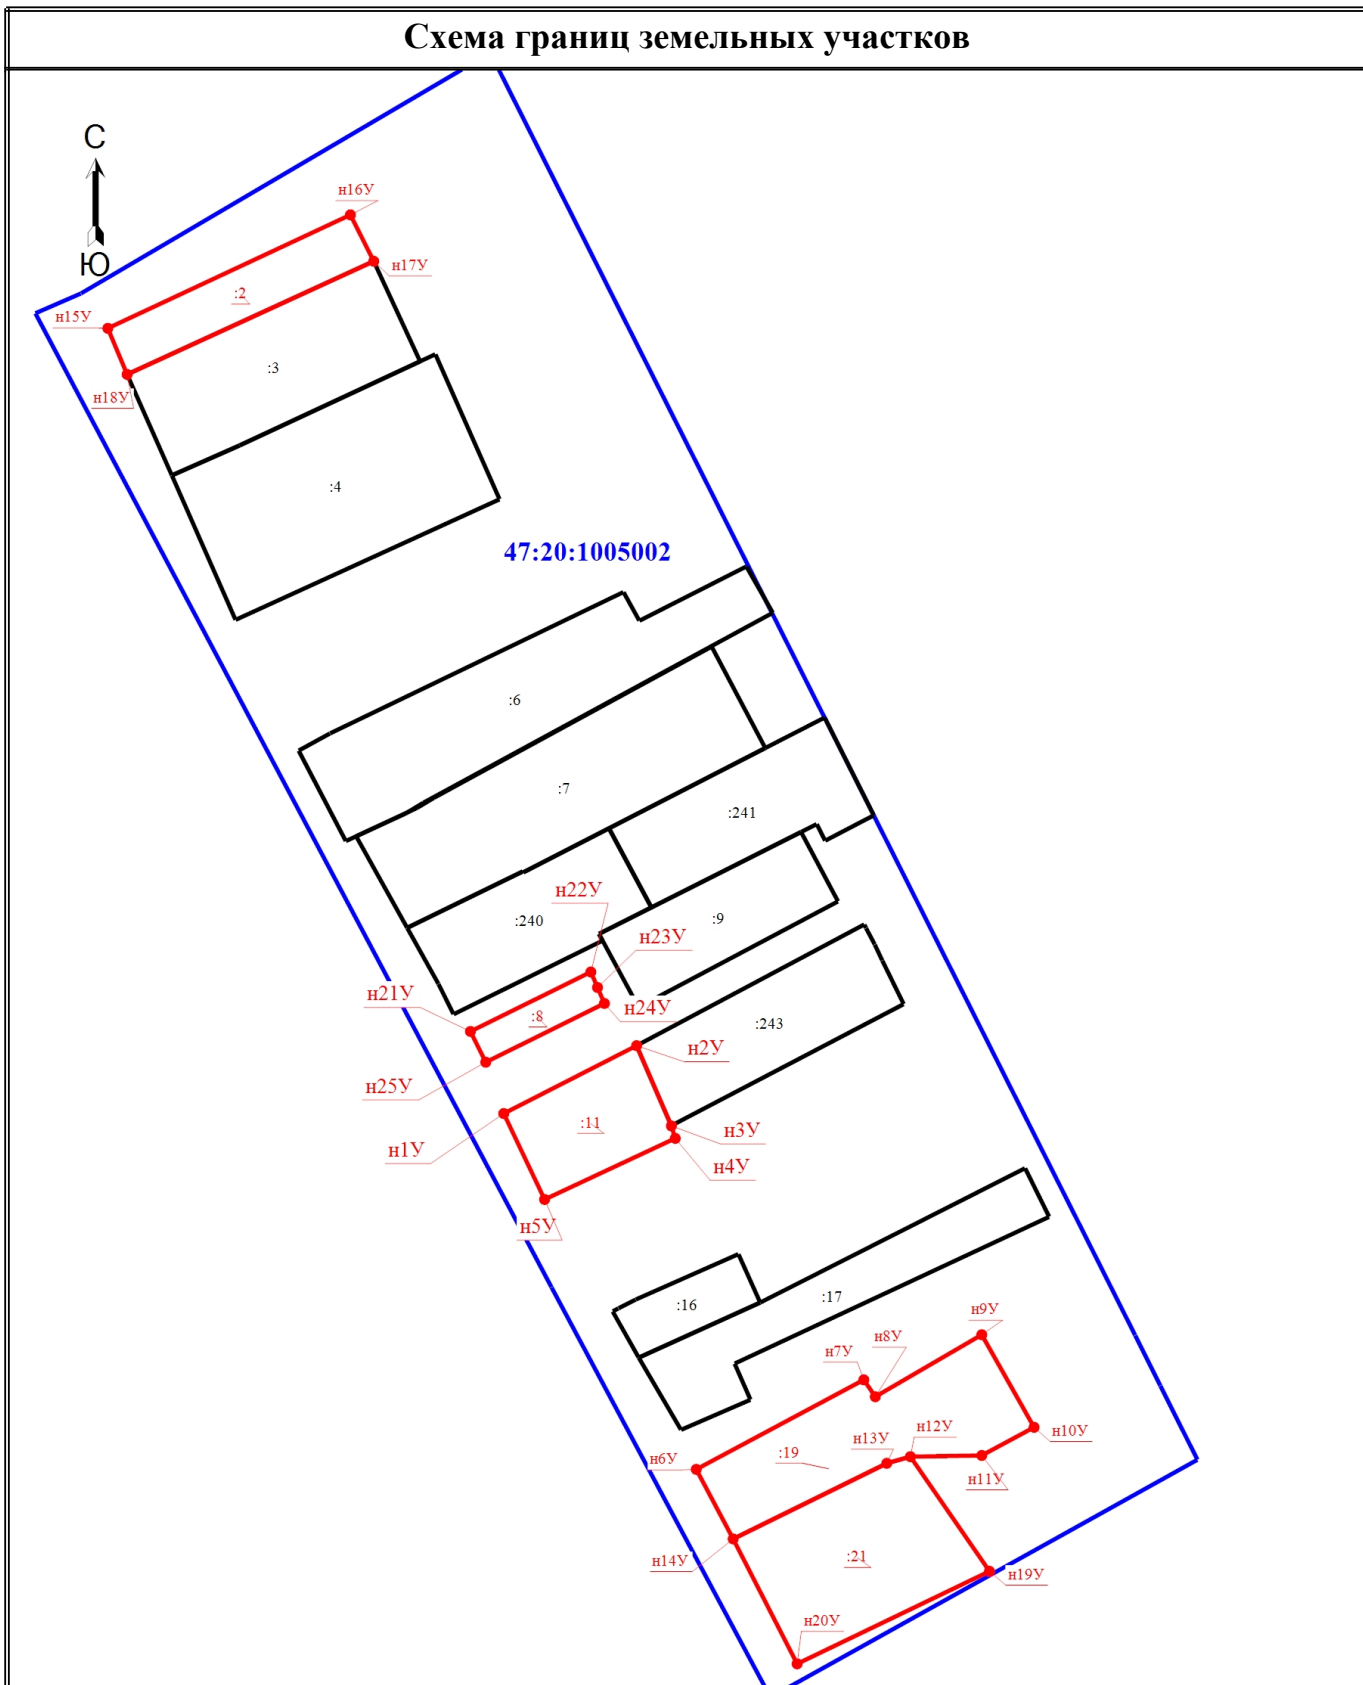 Схема границ земельных участков
С
Ю
н16У
н17У
:2
н15У
:3
н18У
:4
47:20:1005002
:6
:7
:241
н22У
:240
:9
н23У
н21У
н24У
:8
:243
н2У
н25У
:11
н3У
н1У
н4У
н5У
:17
:16
н9У
н8У
н7У
н12У
н10У
н13У
:19
н6У
н11У
:21
н14У
н19У
н20У